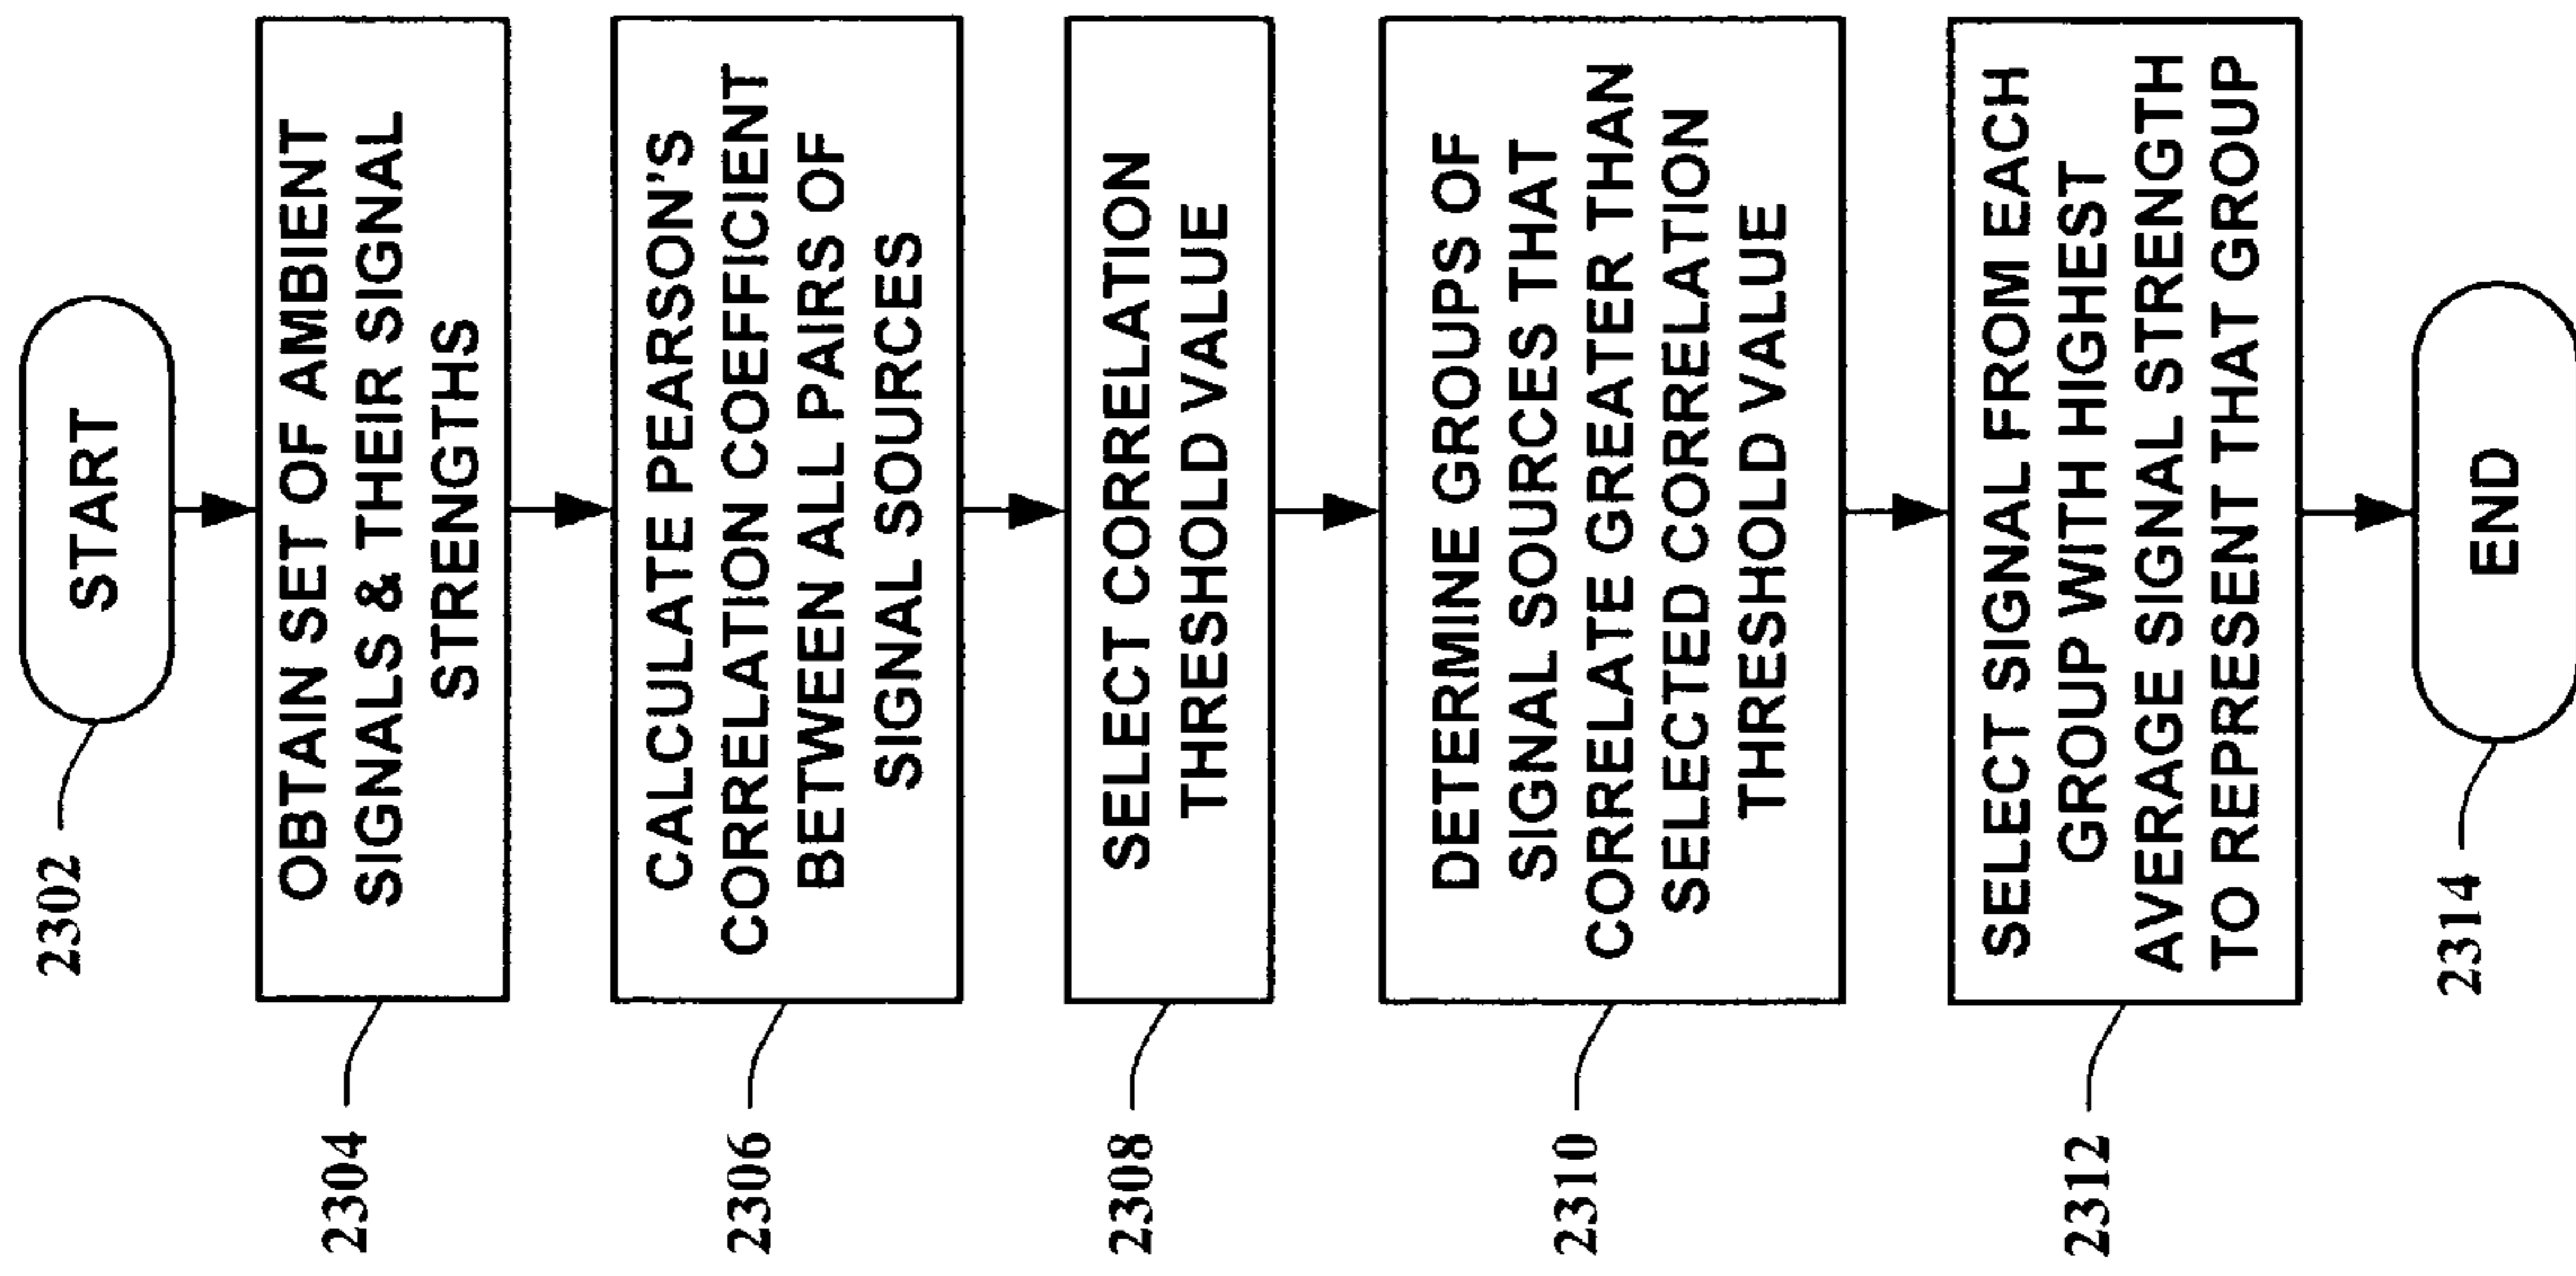 START
2302
OBTAIN SET OF AMBIENT
SIGNALS & THEIR SIGNAL
STRENGTHS
2304
CALCULATE PEARSON'S
CORRELATION COEFFICIENT
BETWEEN ALL PAIRS OF
SIGNAL SOURCES
2306
SELECT CORRELATION
THRESHOLD VALUE
2308
DETERMINE GROUPS OF
SIGNAL SOURCES THAT
CORRELATE GREATER THAN
SELECTED CORRELATION
THRESHOLD VALUE
2310
SELECT SIGNAL FROM EACH
GROUP WITH HIGHEST
AVERAGE SIGNAL STRENGTH
TO REPRESENT THAT GROUP
2312
END
2314